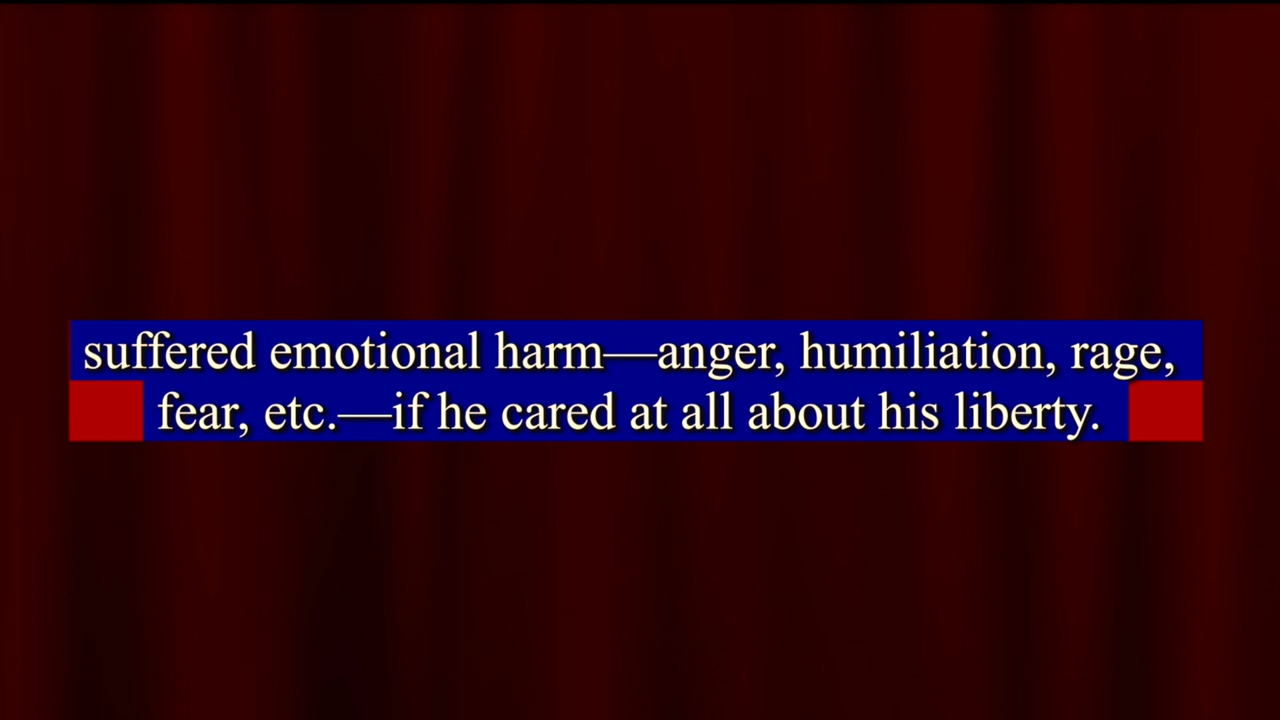 suffered emotional harm—anger, humiliation, rage,
fear, etc.—if he cared at all about his liberty.